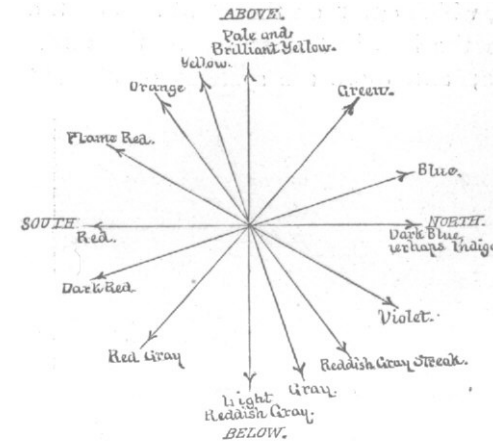 ABOVE.
Pale and
Brilliant Yellow.
Yellow.
Orange
Green.
Flame Red.
Blue.
SOUTH
NORTH.
Red.
Dark Blue
perhaps Indigo
Dark Red.
Violet.
Red Gray
Reddish Gray Streak.
Gray.
Light
Reddish Gray.
BELOW.